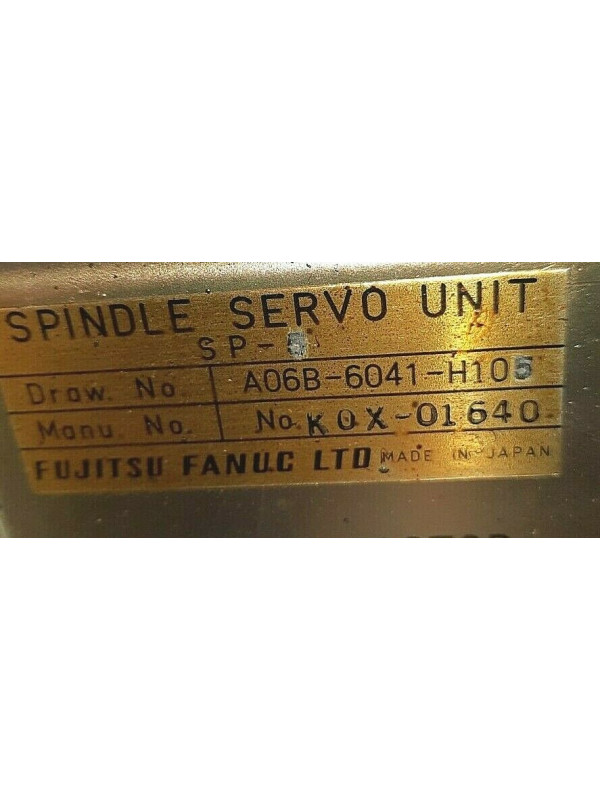 SPINDLE SERVO UNIT
SP-
Draw. No A06B-6041-H105
Manu. No. No. K0X-01640
FUJITSU FANUC LTD MADE IN JAPAN